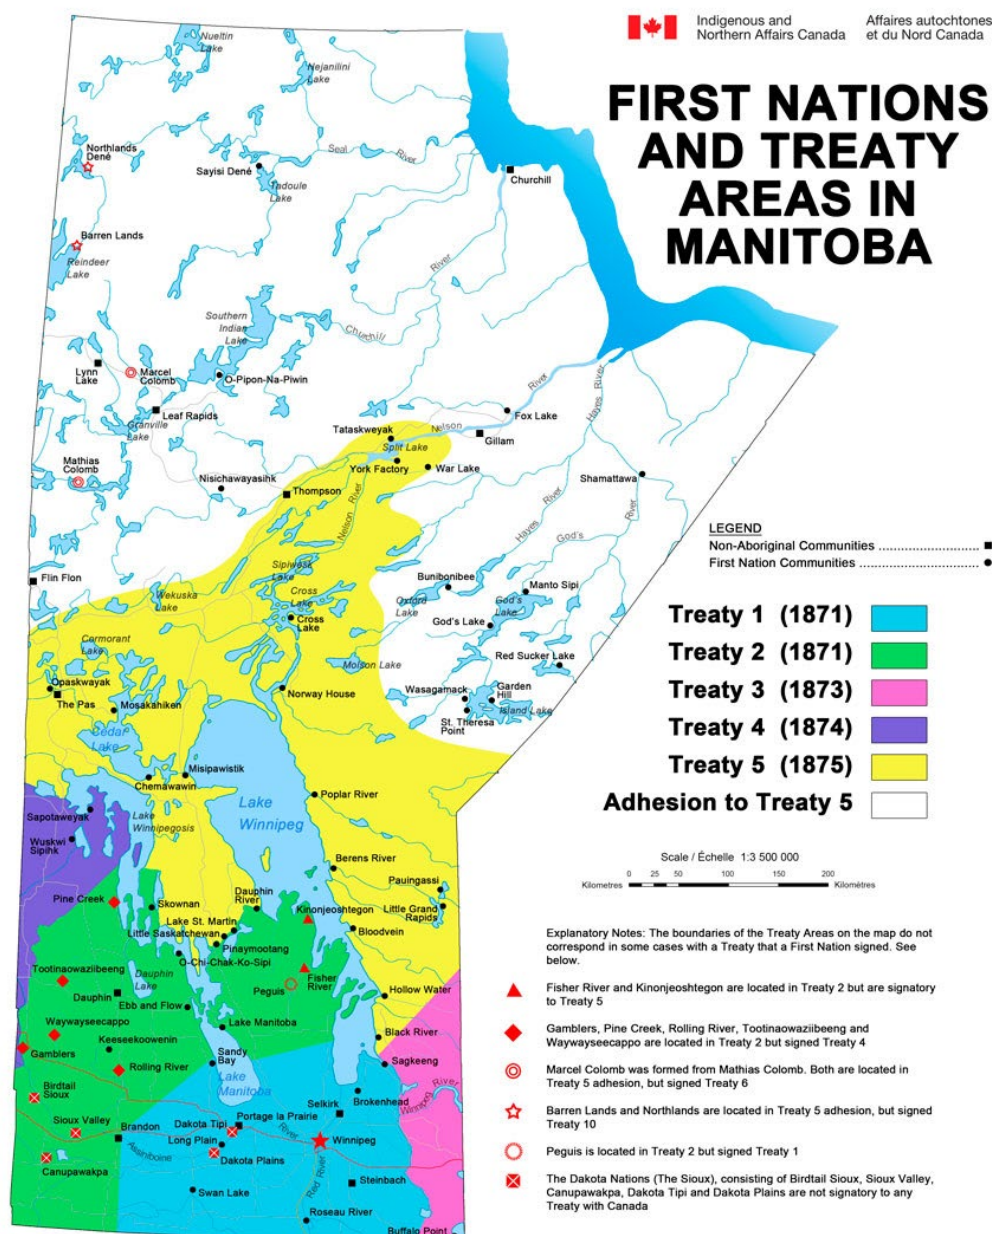 Indigenous and
Northern Affairs Canada
Affaires autochtones
et du Nord Canada
FIRST NATIONS
AND TREATY
AREAS IN
MANITOBA
Nueltin
Lake
Nejanilini
Lake
Northlands
Dené
Sayisi Dené
Tadoule
Lake
Seal
River
Churchill
Barren Lands
Reindeer
Lake
River
Southern
Indian
Lake
Churchill
Lynn
Lake
Marcel
Colomb
O-Pipon-Na-Piwin
Leaf Rapids
Granville
Lake
River
Hayes River
Fox Lake
Nelson
Gillam
Tataskweyak
Split Lake
York Factory
War Lake
Mathias
Colomb
Nisichawayasihk
Thompson
Nelson River
Shamattawa
Hayes
River
God's
River
Flin Flon
Wekuska
Lake
Sipiwesk
Lake
Cross
Lake
Cross
Lake
Bunibonibee
Oxford
Lake
Manto Sipi
God's
Lake
God's Lake
Cormorant
Lake
Molson Lake
Red Sucker Lake
Opaskwayak
The Pas
Mosakahiken
Norway House
Wasagamack
Garden
Hill
Island Lake
St. Theresa
Point
Cedar
Lake
Misipawistik
Chemawawin
Lake
Winnipeg
Poplar River
Sapotaweyak
Lake
Winnipegosis
Wuskwi
Sipihk
Berens River
Pauingassi
Little Grand
Rapids
Pine Creek
Skownan
Dauphin
River
Kinonjeoshtegon
Lake St. Martin
Little Saskatchewan
Pinaymootang
Bloodvein
O-Chi-Chak-Ko-Sipi
Tootinaowaziibeeng
Dauphin
Lake
Fisher
River
Peguis
Dauphin
Ebb and Flow
Hollow Water
Waywayseecappo
Lake Manitoba
Keeseekoowenin
Black River
Gamblers
Rolling River
Sandy
Bay
Sagkeeng
Birdtail
Sioux
Lake
Manitoba
Brokenhead
Winnipeg
River
Selkirk
Sioux Valley
Dakota Tipi
Portage la Prairie
Brandon
Long Plain
River
Winnipeg
Assiniboine
Canupawakpa
Dakota Plains
Red River
Steinbach
Swan Lake
Roseau River
Buffalo Point
LEGEND
Non-Aboriginal Communities
First Nation Communities
Treaty 1 (1871)
Treaty 2 (1871)
Treaty 3 (1873)
Treaty 4 (1874)
Treaty 5 (1875)
Adhesion to Treaty 5
Scale / Échelle 1:3 500 000
Kilometres 0 25 50 100 150 200 Kilomètres
Explanatory Notes: The boundaries of the Treaty Areas on the map do not
correspond in some cases with a Treaty that a First Nation signed. See
below.
Fisher River and Kinonjeoshtegon are located in Treaty 2 but are signatory
to Treaty 5
Gamblers, Pine Creek, Rolling River, Tootinaowaziibeeng and
Waywayseecappo are located in Treaty 2 but signed Treaty 4
Marcel Colomb was formed from Mathias Colomb. Both are located in
Treaty 5 adhesion, but signed Treaty 6
Barren Lands and Northlands are located in Treaty 5 adhesion, but signed
Treaty 10
Peguis is located in Treaty 2 but signed Treaty 1
The Dakota Nations (The Sioux), consisting of Birdtail Sioux, Sioux Valley,
Canupawakpa, Dakota Tipi and Dakota Plains are not signatory to any
Treaty with Canada